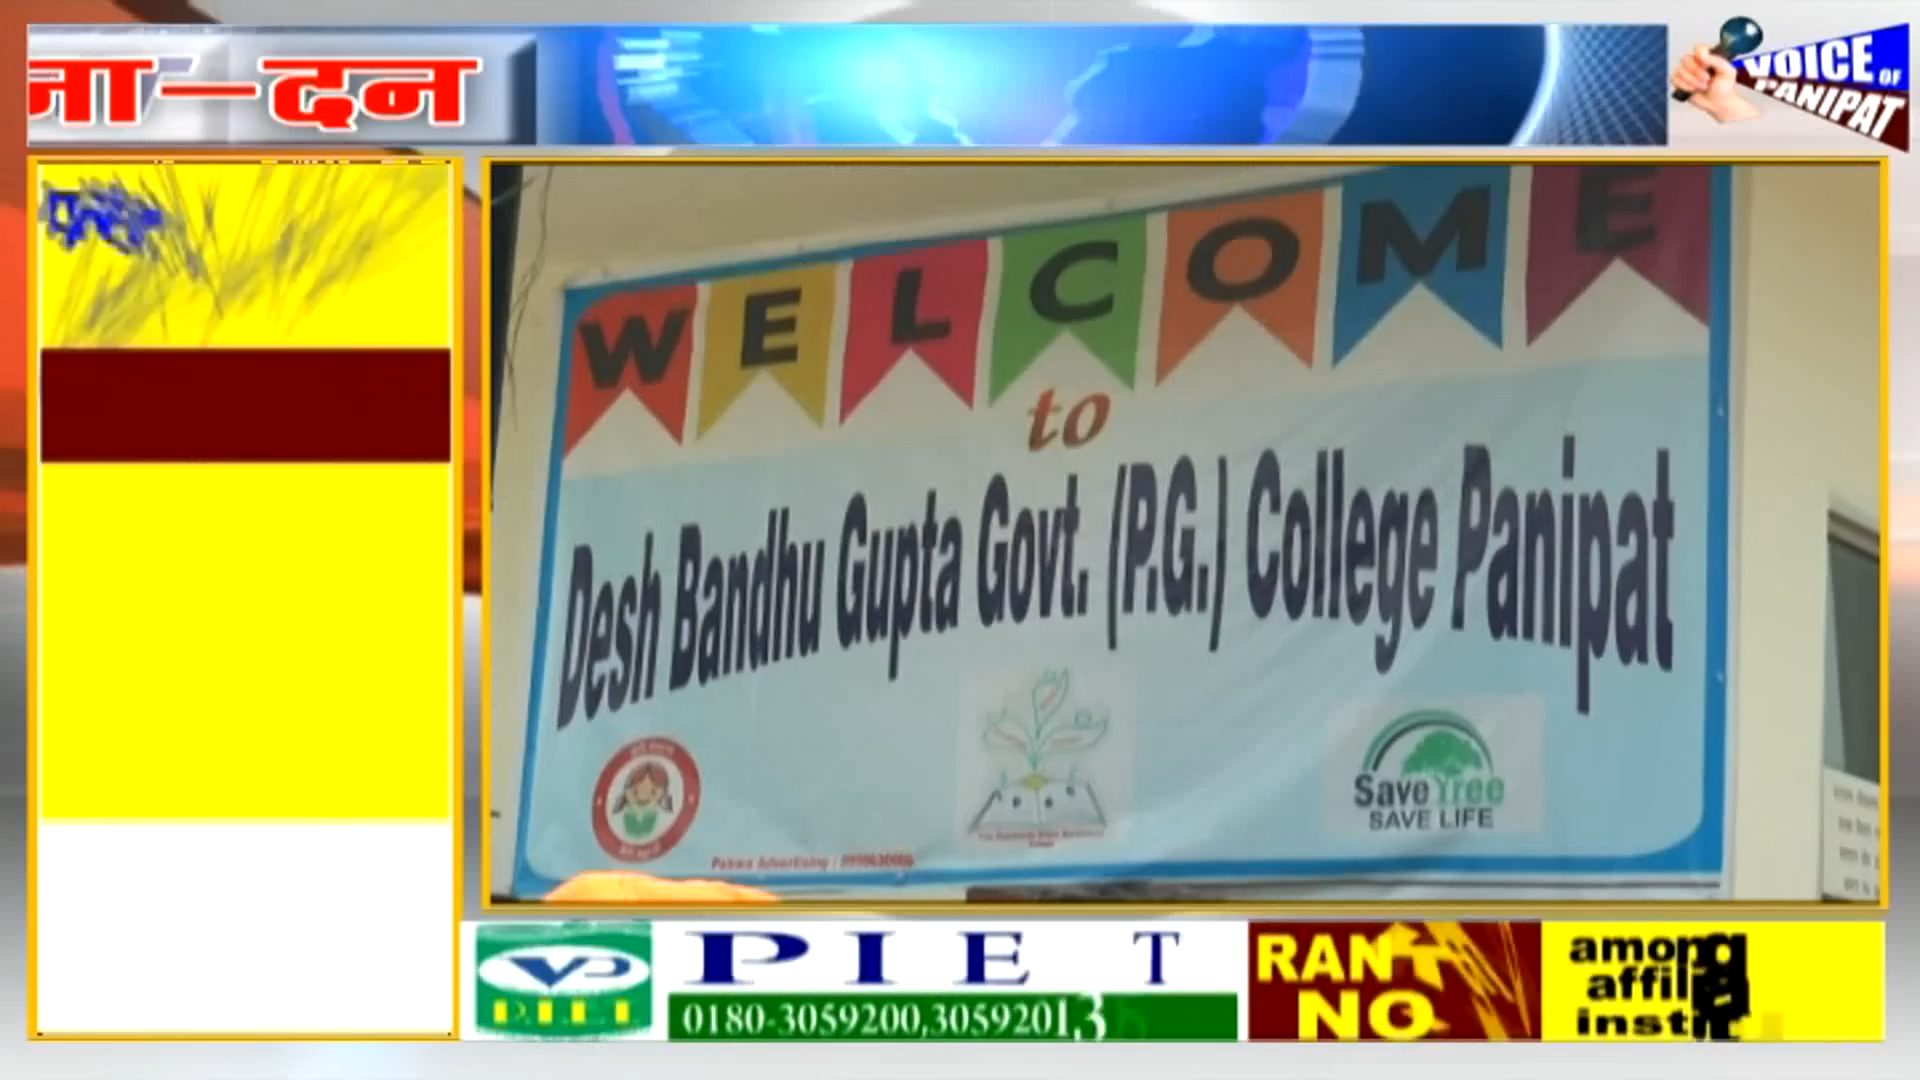 ना-दन
VOICE OF
PANIPAT
WELCOME
to
Desh Bandhu Gupta Govt. (P.G.) College Panipat
Save Tree
SAVE LIFE
P I E T
0180-3059200,3059201,3
RAN
NO
among
affil
inst